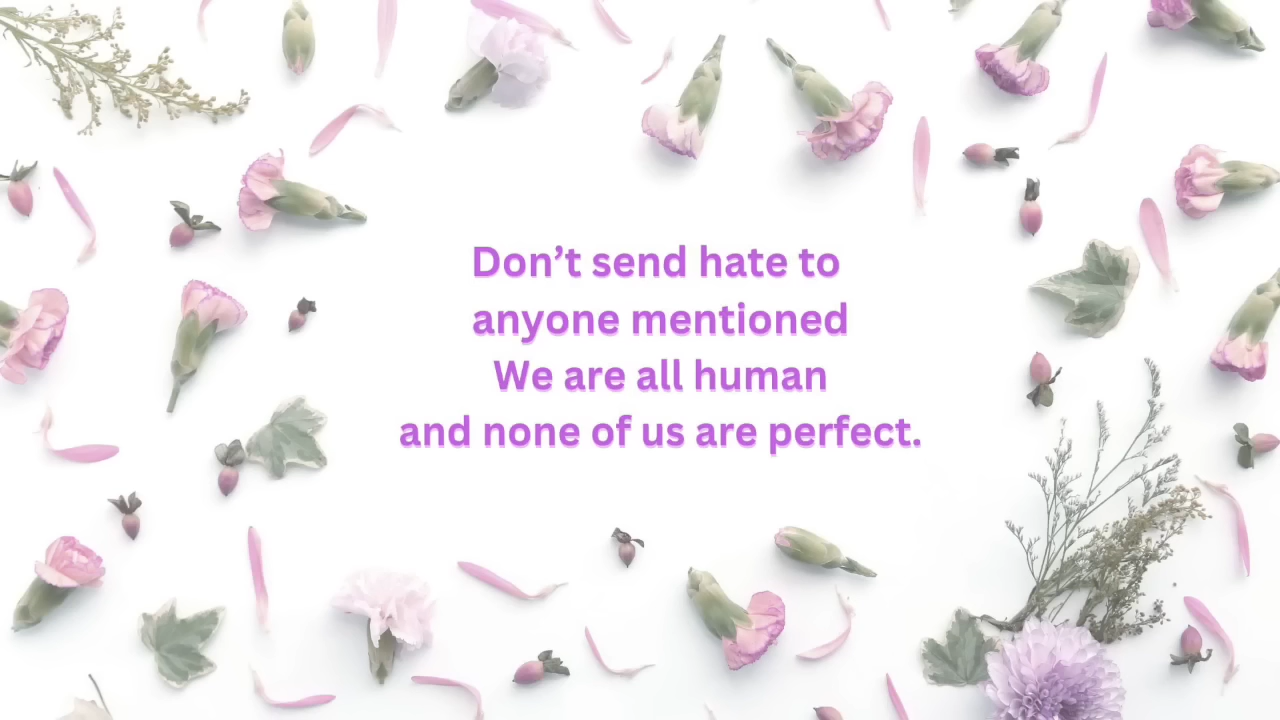 Don’t send hate to
anyone mentioned
We are all human
and none of us are perfect.